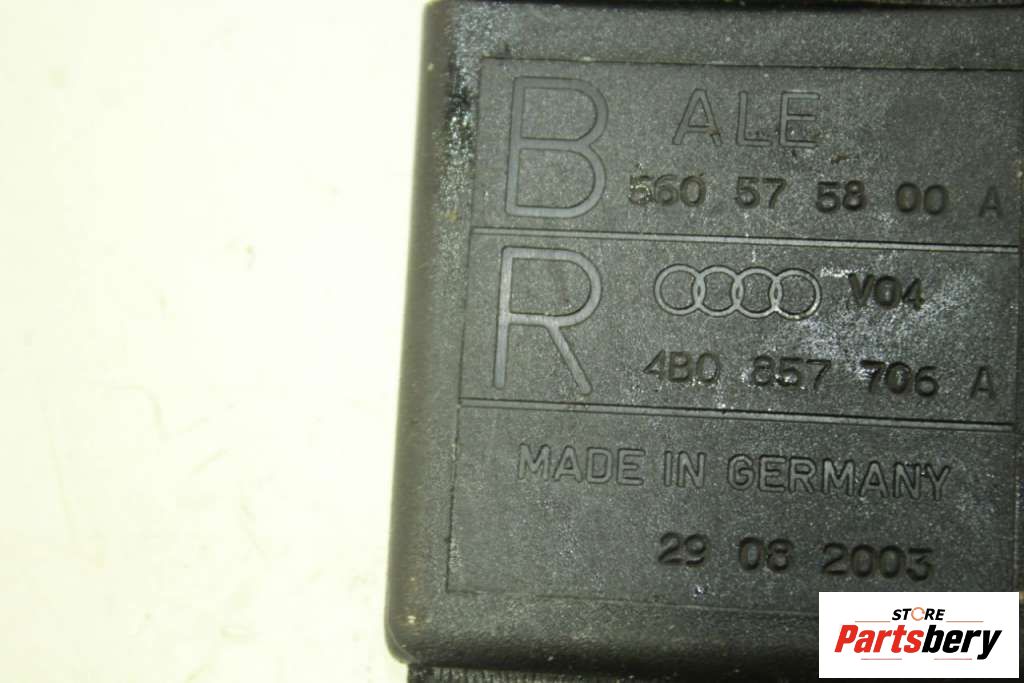 B
ALE
560 57 58 00 A
R
V04
4B0 857 706 A
MADE IN GERMANY
29 08 2003
STORE
Partsbery